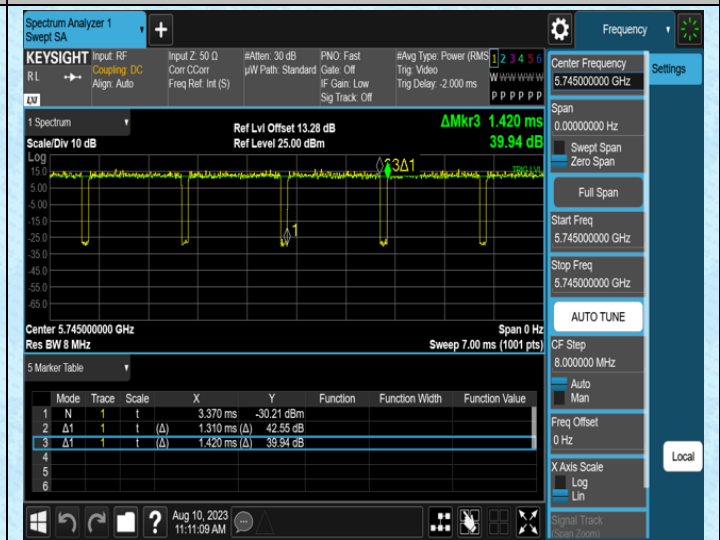 Spectrum Analyzer 1
Swept SA
+
Frequency
KEYSIGHT
RL
LXI
Input: RF
Coupling: DC
Align: Auto
Input Z: 50 Ω
Corr CCorr
Freq Ref: Int (S)
#Atten: 30 dB
µW Path: Standard
PNO: Fast
Gate: Off
IF Gain: Low
Sig Track: Off
#Avg Type: Power (RMS
Trig: Video
Trig Delay: -2.000 ms
1 2 3 4 5 6
W W W W W W
P P P P P P
Center Frequency
5.745000000 GHz
Settings
Span
0.00000000 Hz
Swept Span
Zero Span
Full Span
Start Freq
5.745000000 GHz
Stop Freq
5.745000000 GHz
AUTO TUNE
CF Step
8.000000 MHz
Auto
Man
Freq Offset
0 Hz
X Axis Scale
Log
Lin
Signal Track
(Span Zoom)
Local
1 Spectrum
Scale/Div 10 dB
Log
Ref Lvl Offset 13.28 dB
Ref Level 25.00 dBm
ΔMkr3 1.420 ms
39.94 dB
15.0
5.00
-5.00
-15.0
-25.0
-35.0
-45.0
-55.0
-65.0
3Δ1
TRIG LVL
1
Center 5.745000000 GHz
Res BW 8 MHz
Span 0 Hz
Sweep 7.00 ms (1001 pts)
5 Marker Table
Mode Trace Scale X Y Function Function Width Function Value
1 N 1 t 3.370 ms -30.21 dBm
2 Δ1 1 t (Δ) 1.310 ms (Δ) 42.55 dB
3 Δ1 1 t (Δ) 1.420 ms (Δ) 39.94 dB
4
5
6
?
Aug 10, 2023
11:11:09 AM